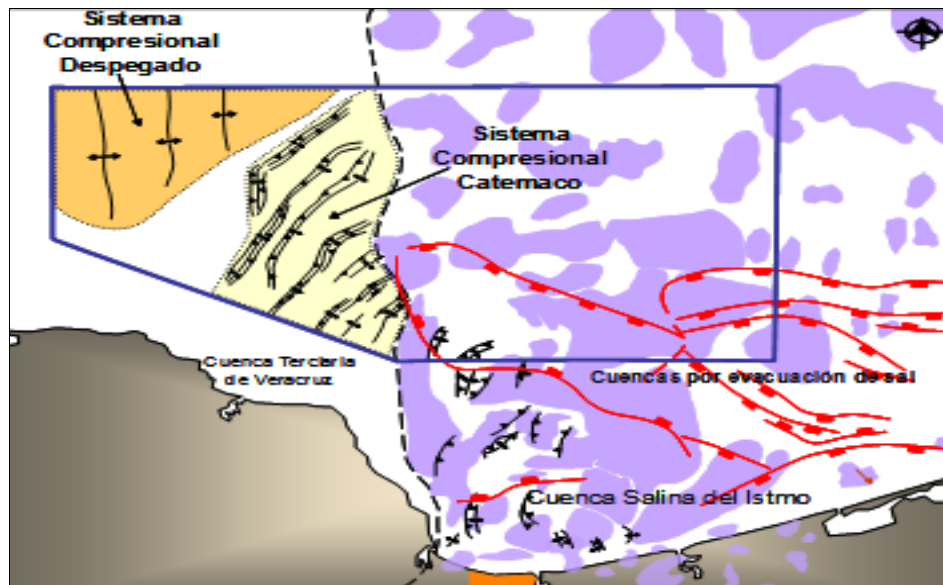 Sistema
Compresional
Despegado
Sistema
Compresional
Catemaco
Cuenca Terciaria
de Veracruz
Cuencas por evacuación de sal
Cuenca Salina del Istmo